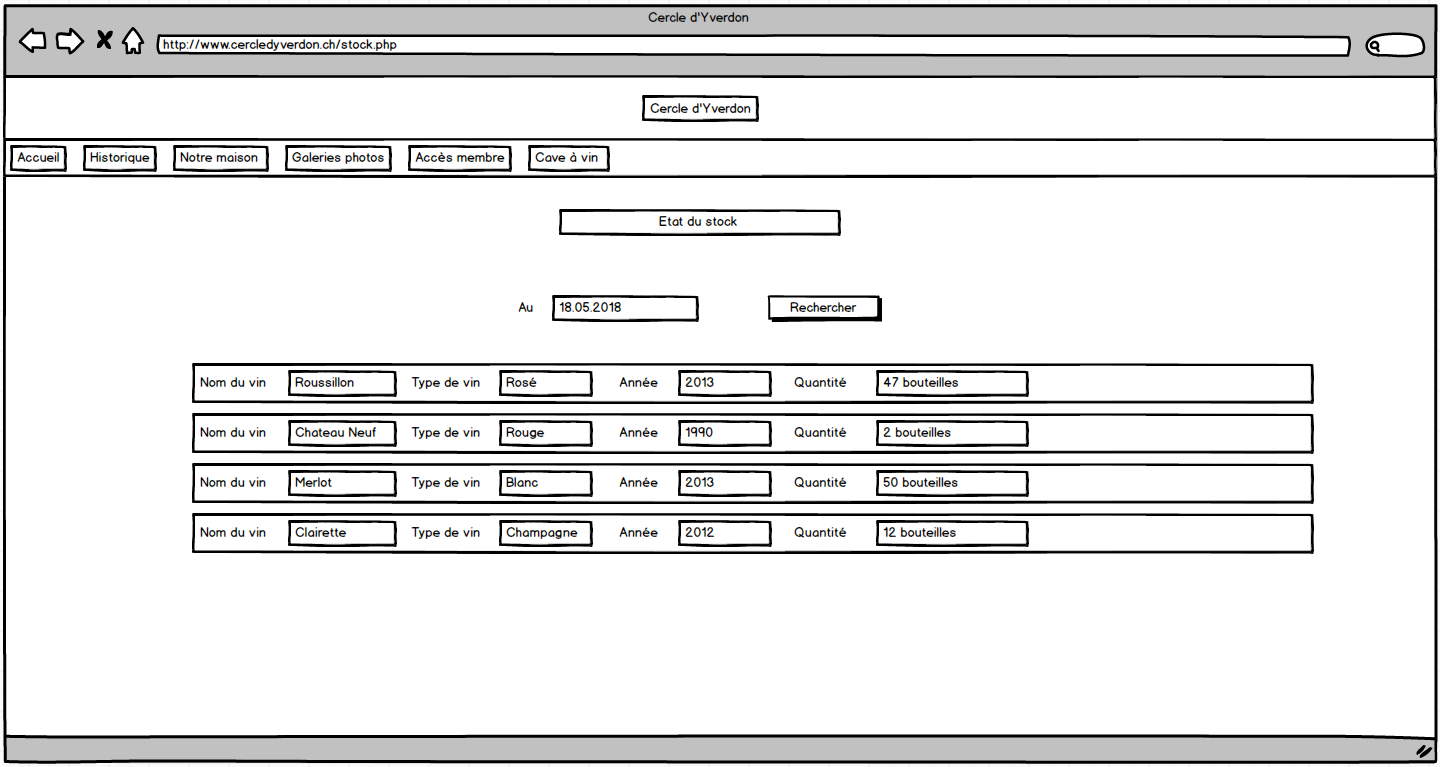 Cercle d'Yverdon
http://www.cercledyverdon.ch/stock.php
Cercle d'Yverdon
Accueil Historique Notre maison Galeries photos Accès membre Cave à vin
Etat du stock
Au 18.05.2018 Rechercher
Nom du vin Roussillon Type de vin Rosé Année 2013 Quantité 47 bouteilles
Nom du vin Chateau Neuf Type de vin Rouge Année 1990 Quantité 2 bouteilles
Nom du vin Merlot Type de vin Blanc Année 2013 Quantité 50 bouteilles
Nom du vin Clairette Type de vin Champagne Année 2012 Quantité 12 bouteilles